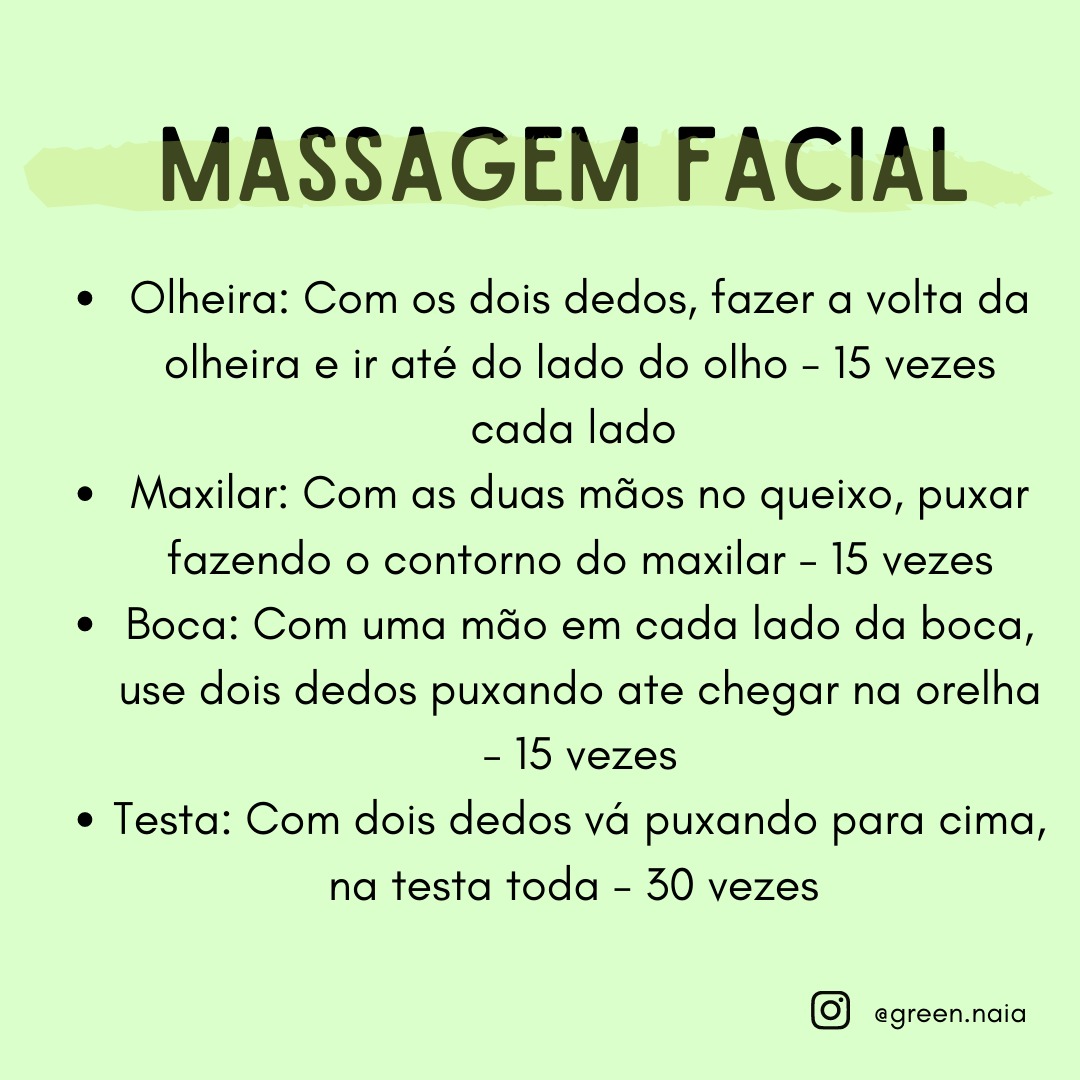 MASSAGEM FACIAL
• Olheira: Com os dois dedos, fazer a volta da
olheira e ir até do lado do olho - 15 vezes
cada lado
• Maxilar: Com as duas mãos no queixo, puxar
fazendo o contorno do maxilar - 15 vezes
• Boca: Com uma mão em cada lado da boca,
use dois dedos puxando ate chegar na orelha
- 15 vezes
• Testa: Com dois dedos vá puxando para cima,
na testa toda - 30 vezes
@green.naia